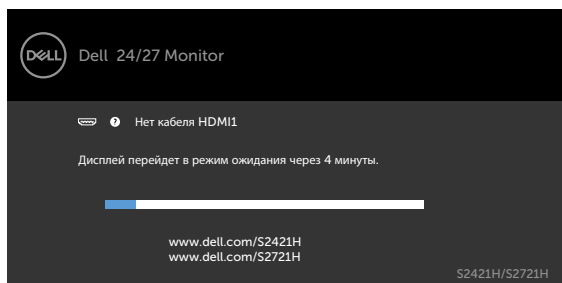 DELL Dell 24/27 Monitor
? Нет кабеля HDMI1
Дисплей перейдет в режим ожидания через 4 минуты.
www.dell.com/S2421H
www.dell.com/S2721H
S2421H/S2721H